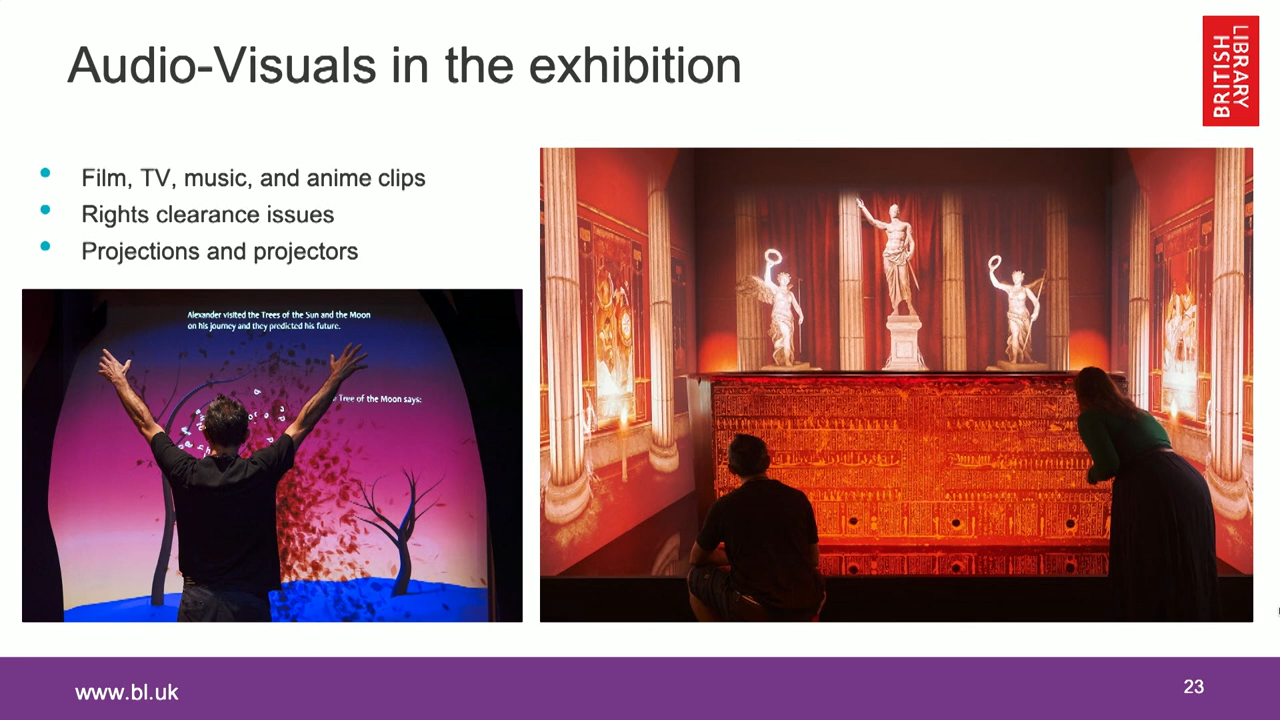 Audio-Visuals in the exhibition
BRITISH
LIBRARY
Film, TV, music, and anime clips
Rights clearance issues
Projections and projectors
Alexander visited the Trees of the Sun and the Moon
on his journey and they predicted his future.
Tree of the Moon says:
www.bl.uk
23